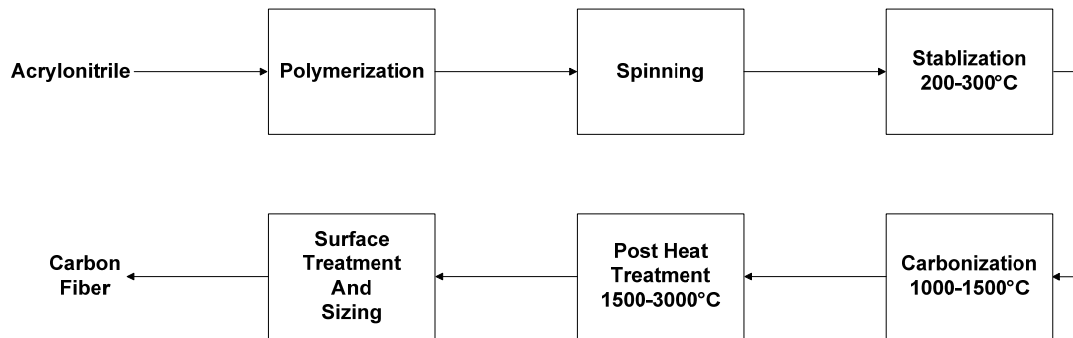 Acrylonitrile
Polymerization
Spinning
Stablization
200-300°C
Carbonization
1000-1500°C
Post Heat
Treatment
1500-3000°C
Surface
Treatment
And
Sizing
Carbon
Fiber